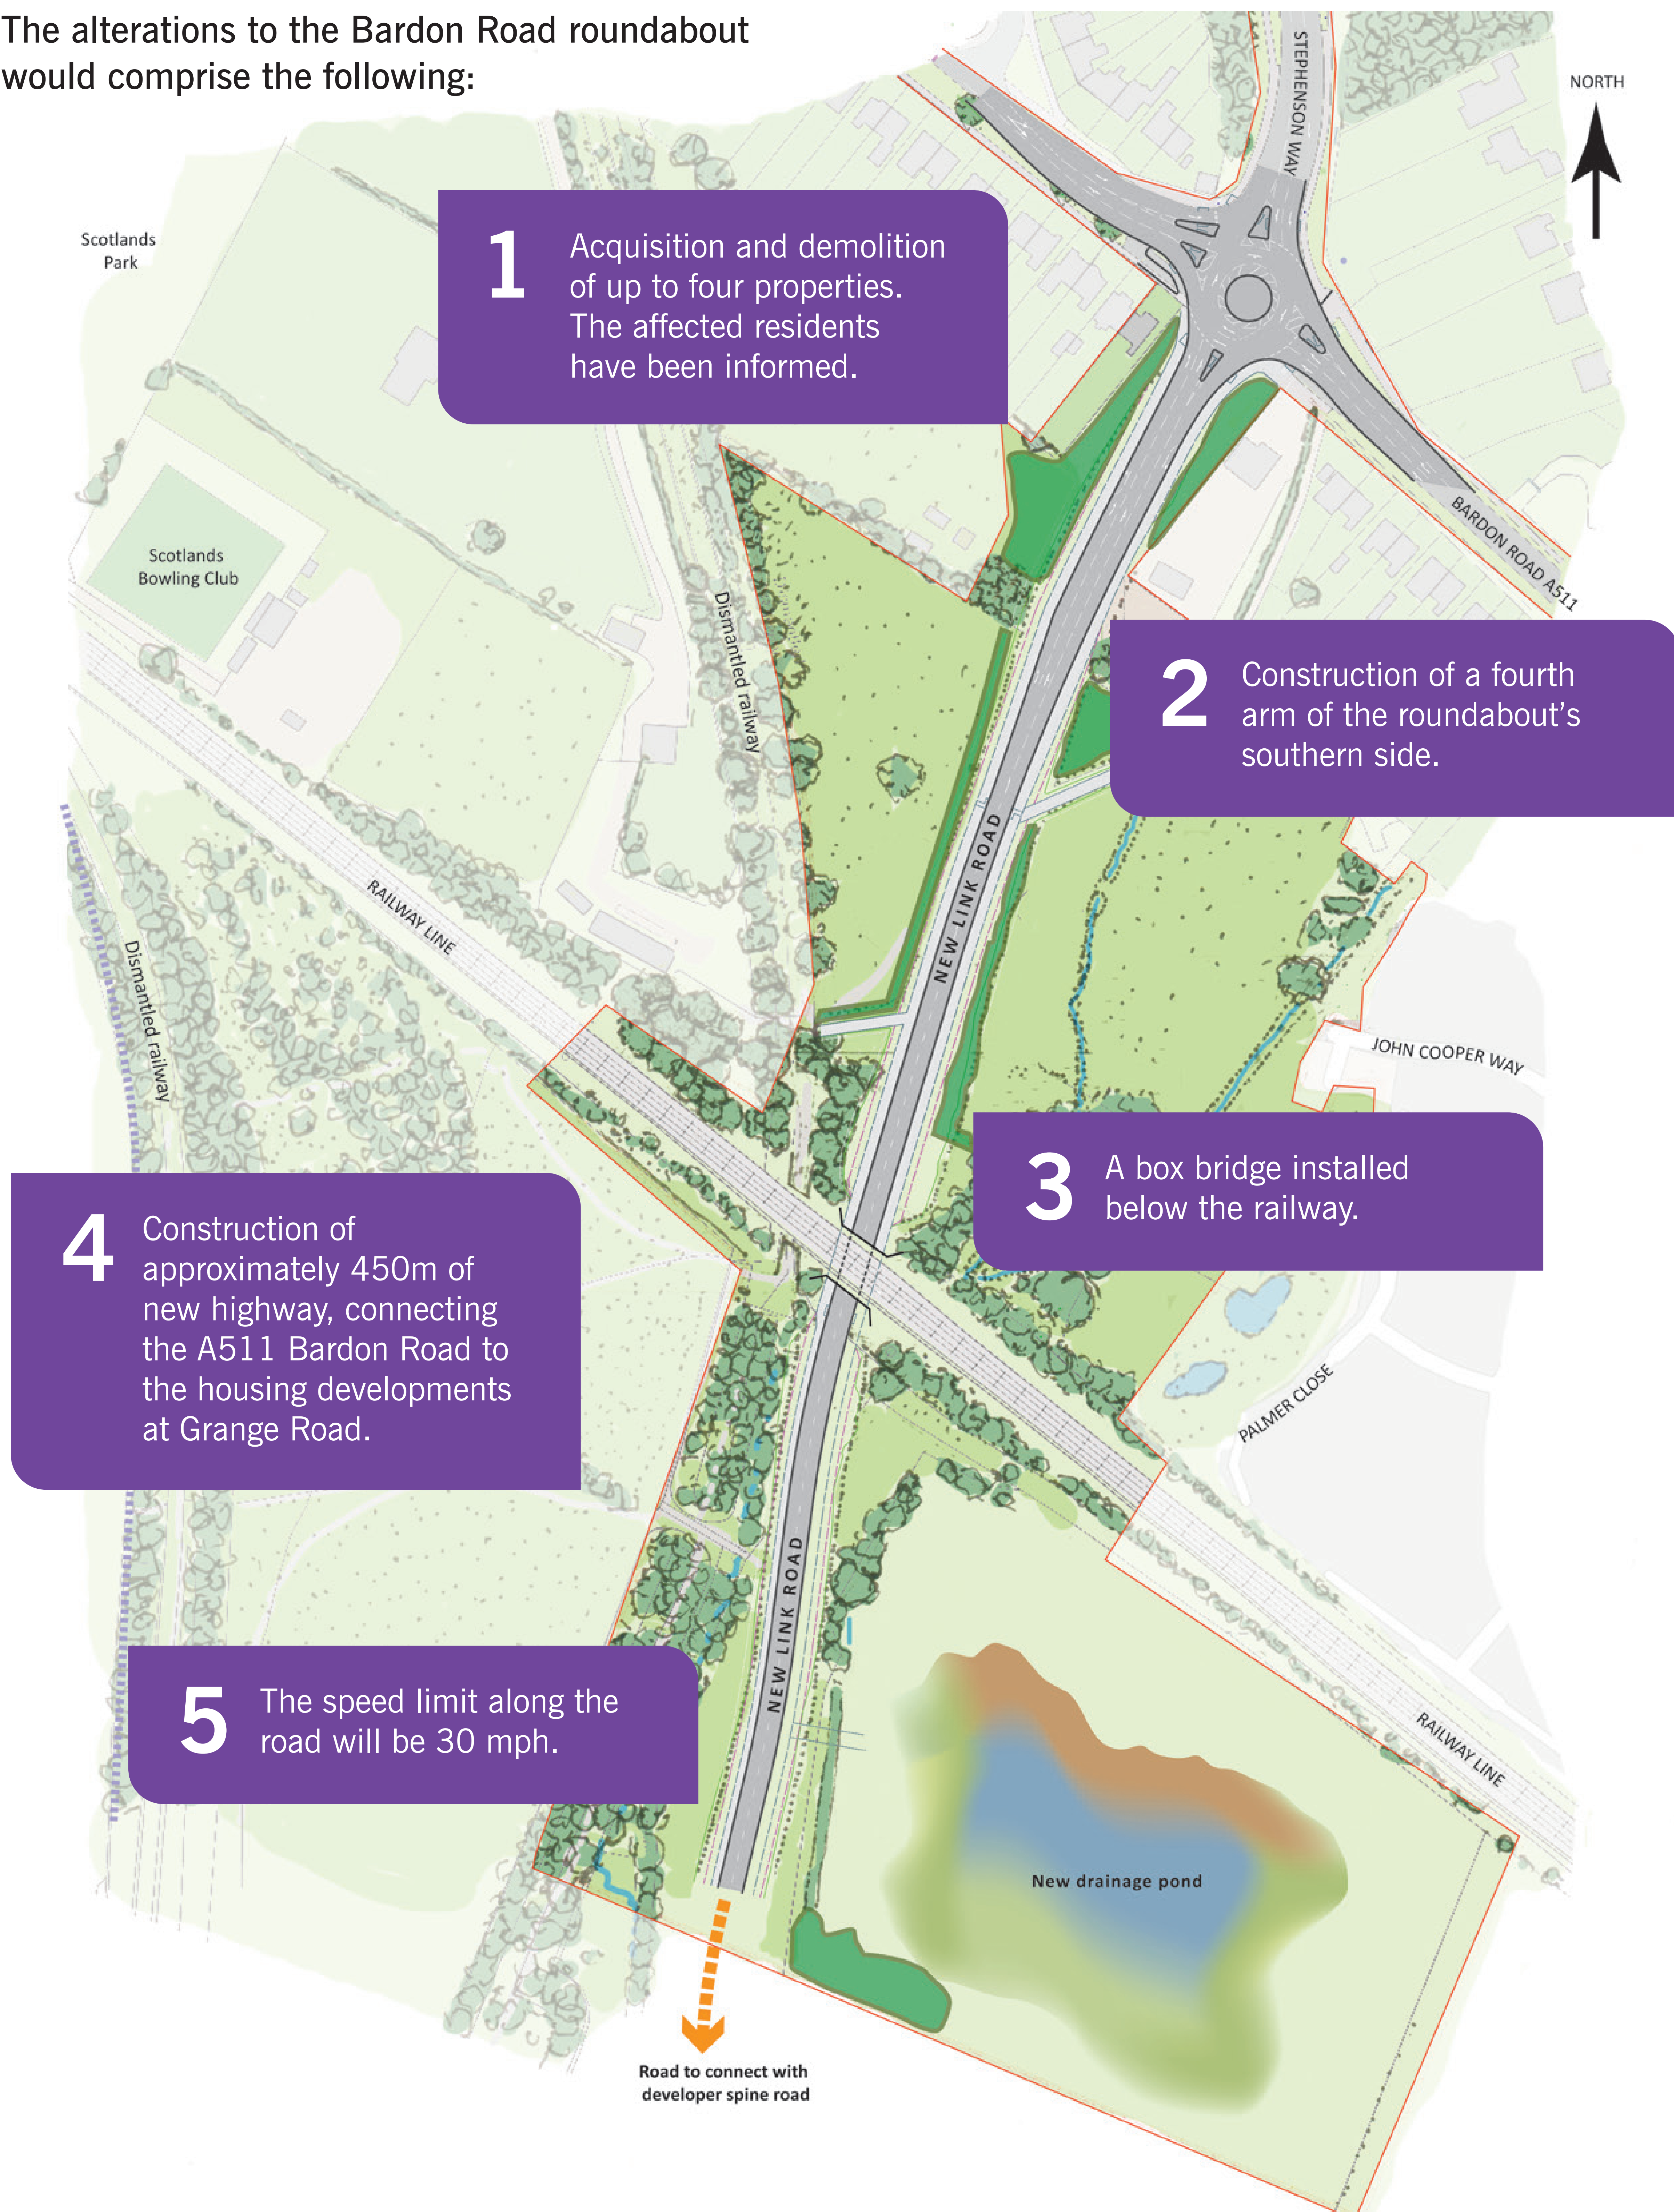 The alterations to the Bardon Road roundabout
would comprise the following:
NORTH
STEPHENSON WAY
Scotlands
Park
1
Acquisition and demolition
of up to four properties.
The affected residents
have been informed.
BARDON ROAD A511
Scotlands
Bowling Club
Dismantled railway
2
Construction of a fourth
arm of the roundabout’s
southern side.
RAILWAY LINE
NEW LINK ROAD
Dismantled railway
JOHN COOPER WAY
3
A box bridge installed
below the railway.
4
Construction of
approximately 450m of
new highway, connecting
the A511 Bardon Road to
the housing developments
at Grange Road.
PALMER CLOSE
NEW LINK ROAD
5
The speed limit along the
road will be 30 mph.
RAILWAY LINE
New drainage pond
Road to connect with
developer spine road